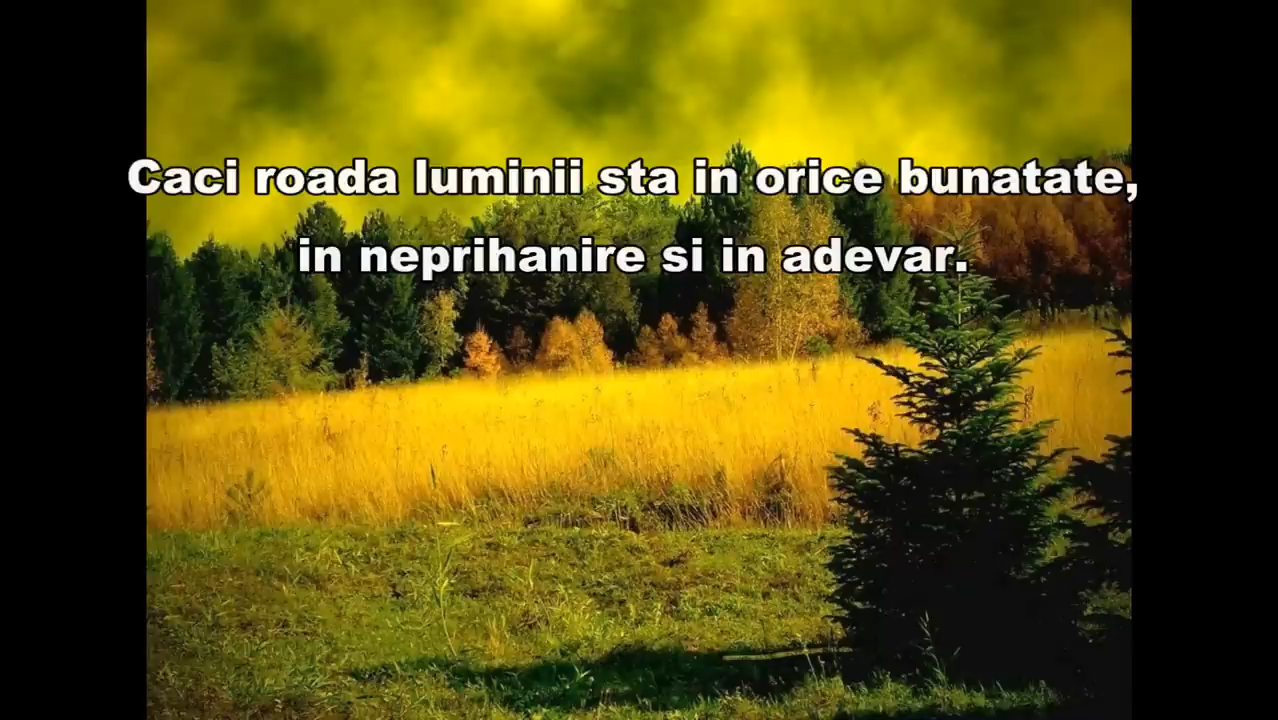 Caci roada luminii sta in orice bunatate,
in neprihanire si in adevar.